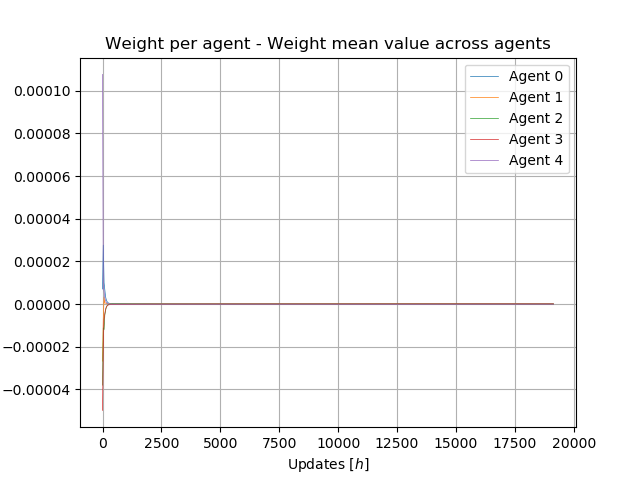 Weight per agent - Weight mean value across agents
Agent 0
Agent 1
Agent 2
Agent 3
Agent 4
0.00010
0.00008
0.00006
0.00004
0.00002
0.00000
−0.00002
−0.00004
0 2500 5000 7500 10000 12500 15000 17500 20000
Updates [h]